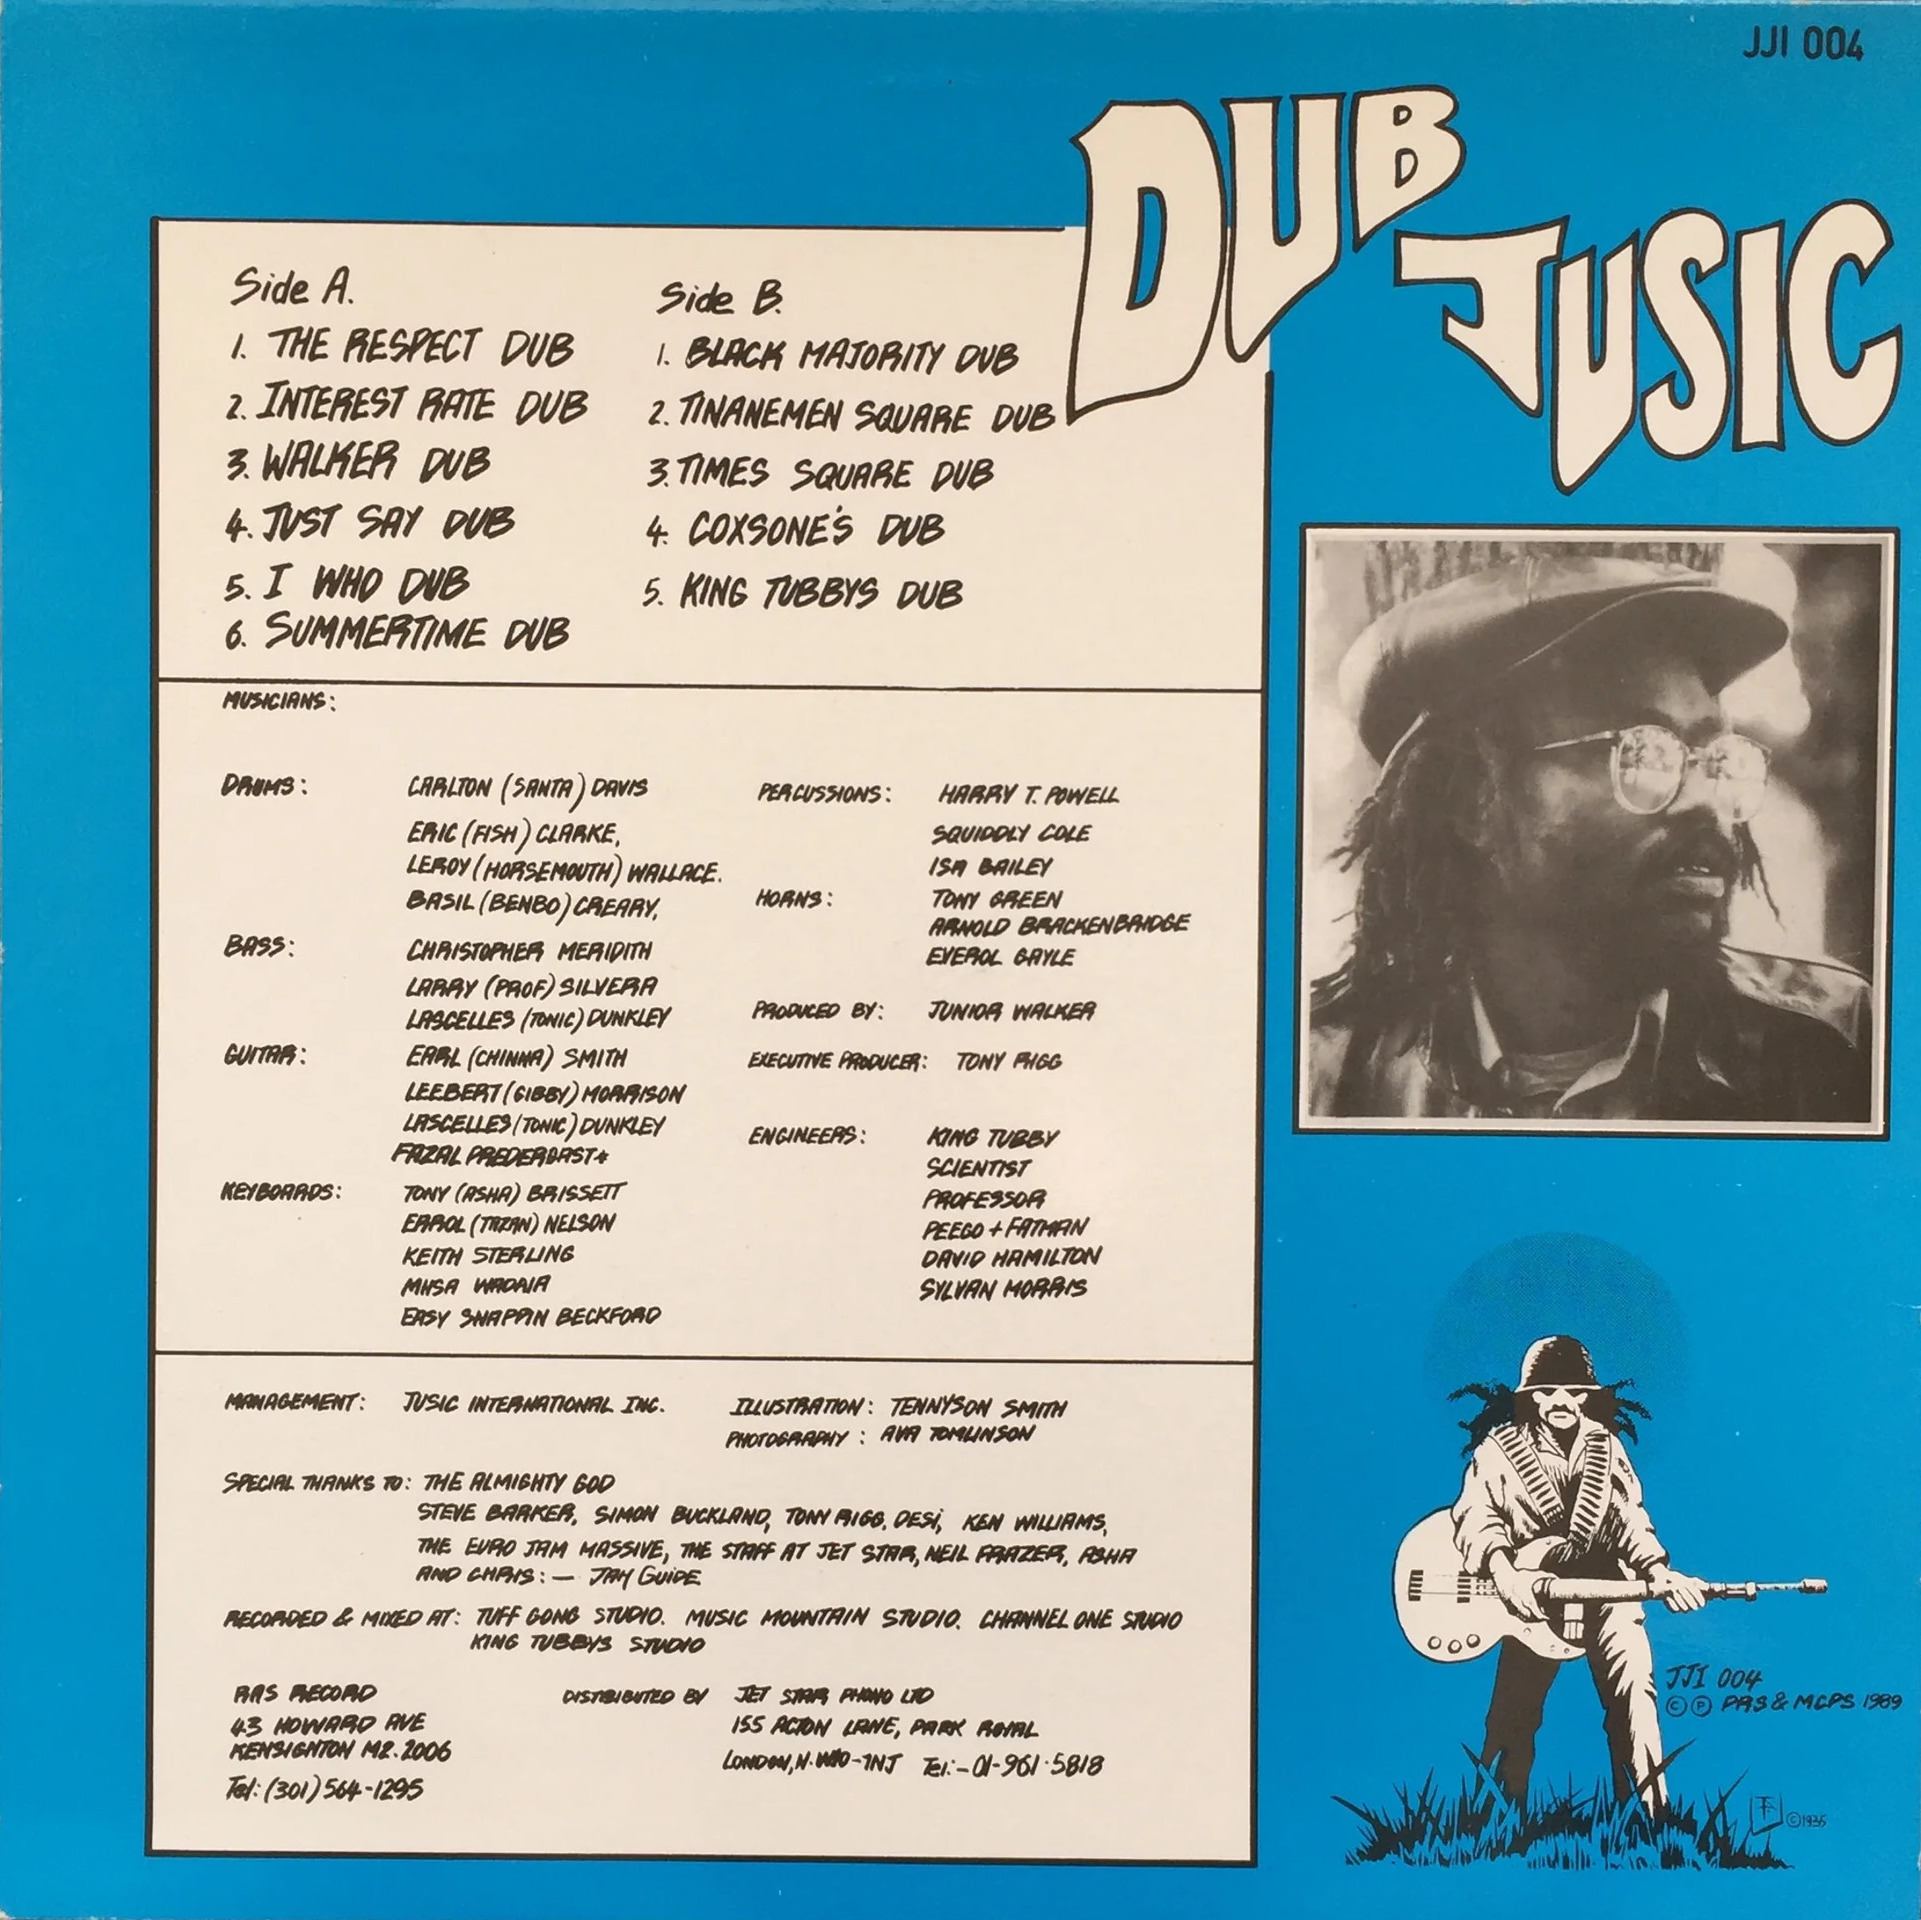 JJI 004
DUB
JUSIC
Side A.
1. THE RESPECT DUB
2. INTEREST RATE DUB
3. WALKER DUB
4. JUST SAY DUB
5. I WHO DUB
6. SUMMERTIME DUB
Side B.
1. BLACK MAJORITY DUB
2. TINANEMEN SQUARE DUB
3. TIMES SQUARE DUB
4. COXSONE'S DUB
5. KING TUBBYS DUB
MUSICIANS:
DRUMS: CARLTON (SANTA) DAVIS
ERIC (FISH) CLARKE,
LEROY (HORSEMOUTH) WALLACE.
BASIL (BENBO) CREARY,
BASS: CHRISTOPHER MERIDITH
LARRY (PROF) SILVERA
LASCELLES (TONIC) DUNKLEY
GUITAR: EARL (CHINNA) SMITH
LEEBERT (GIBBY) MORRISON
LASCELLES (TONIC) DUNKLEY
FAZAL
KEYBOARDS: TONY (ASHA) BRISSETT
ERROL (TAZAN) NELSON
KEITH STERLING
EASY SNAPPIN BECKFORD
PERCUSSIONS: HARRY T. POWELL
SQUIDDLY COLE
ISA BAILEY
HORNS: TONY GREEN
ARNOLD BRACKENBRIDGE
EVEROL GAYLE
PRODUCED BY: JUNIOR WALKER
EXECUTIVE PRODUCER: TONY RIGG
ENGINEERS: KING TUBBY
SCIENTIST
PROFESSOR
PEEGO + FATMAN
DAVID HAMILTON
SYLVAN MORRIS
MANAGEMENT: JUSIC INTERNATIONAL INC.
ILLUSTRATION: TENNYSON SMITH
PHOTOGRAPHY: AVA TOMLINSON
SPECIAL THANKS TO: THE ALMIGHTY GOD
STEVE BARKER, SIMON BUCKLAND, TONY RIGG, DESi, KEN WILLIAMS,
THE EURO JAM MASSIVE, THE STAFF AT JET STAR, NEIL FRAZER, ASHA
AND CHRIS: — JAH GUIDE
RECORDED & MIXED AT: TUFF GONG STUDIO. MUSIC MOUNTAIN STUDIO. CHANNEL ONE STUDIO
KING TUBBYS STUDIO
RAS RECORD
43 HOWARD AVE
KENSIGNTON M2.2006
Tel: (301) 564-1295
DISTRIBUTED BY JET STAR PHONO LTD
155 ACTON LANE, PARK ROYAL
LONDON, N.W10-7NJ Tel:-01-961-5818
JJI 004
© Ⓟ PRS & MCPS 1989